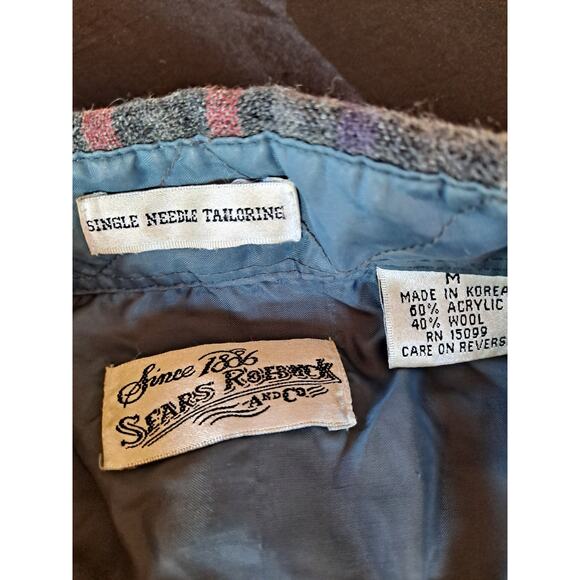 SINGLE NEEDLE TAILORING
M
MADE IN KOREA
60% ACRYLIC
40% WOOL
RN 15099
CARE ON REVERS
Since 1886
SEARS ROEBUCK
AND CO.